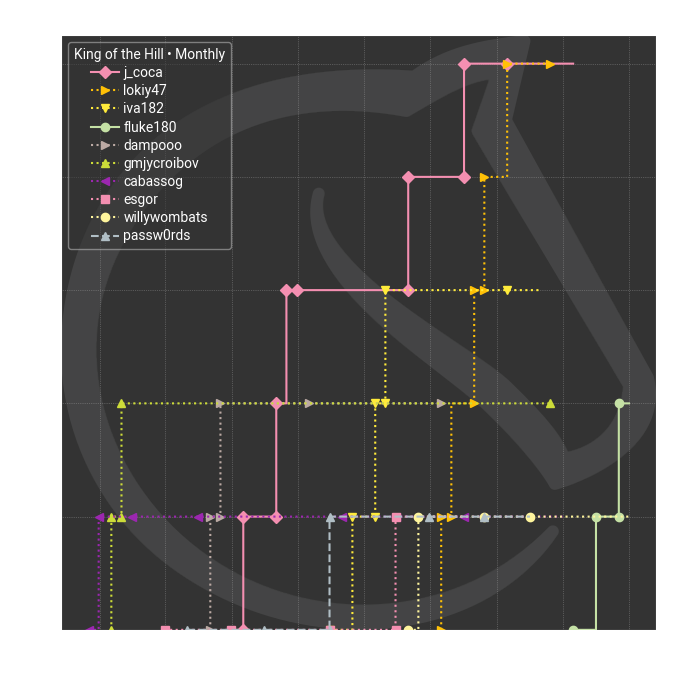 King of the Hill • Monthly
j_coca
lokiy47
iva182
fluke180
dampooo
gmjycroibov
cabassog
esgor
willywombats
passw0rds